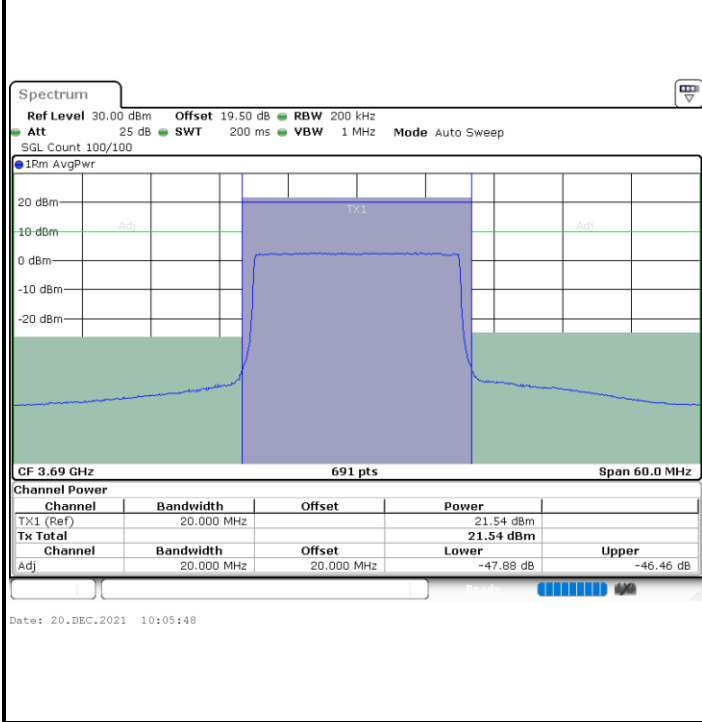 Spectrum
Ref Level 30.00 dBm Offset 19.50 dB RBW 200 kHz
Att 25 dB SWT 200 ms VBW 1 MHz Mode Auto Sweep
SGL Count 100/100
1Rm AvgPwr
20 dBm
TX1
Adj Adj
10 dBm
0 dBm
-10 dBm
-20 dBm
CF 3.69 GHz 691 pts Span 60.0 MHz
Channel Power
Channel Bandwidth Offset Power
TX1 (Ref) 20.000 MHz 21.54 dBm
Tx Total 21.54 dBm
Channel Bandwidth Offset Lower Upper
Adj 20.000 MHz 20.000 MHz -47.88 dB -46.46 dB
Ready
Date: 20.DEC.2021 10:05:48